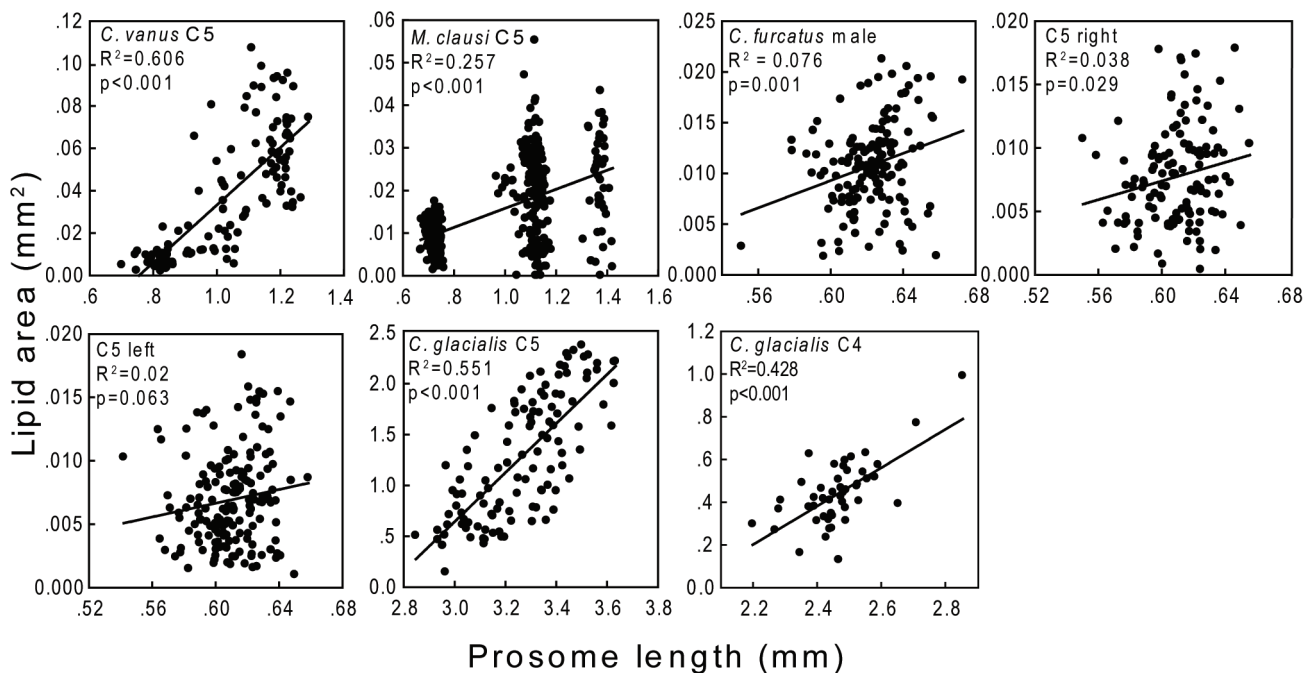 Lipid area (mm²)
C. vanus C5
R²=0.606
p<0.001
.12
.10
.08
.06
.04
.02
0.00
.6 .8 1.0 1.2 1.4
M. clausi C5
R²=0.257
p<0.001
.06
.05
.04
.03
.02
.01
0.00
.6 .8 1.0 1.2 1.4 1.6
C. furcatus male
R² = 0.076
p=0.001
.025
.020
.015
.010
.005
0.000
.56 .60 .64 .68
C5 right
R²=0.038
p=0.029
.020
.015
.010
.005
0.000
.56 .60 .64 .68
C5 left
R²=0.02
p=0.063
.020
.015
.010
.005
0.000
.52 .56 .60 .64 .68
C. glacialis C5
R²=0.551
p<0.001
2.5
2.0
1.5
1.0
.5
0.0
2.8 3.0 3.2 3.4 3.6 3.8
C. glacialis C4
R²=0.428
p<0.001
1.2
1.0
.8
.6
.4
.2
0.0
2.2 2.4 2.6 2.8
Prosome length (mm)